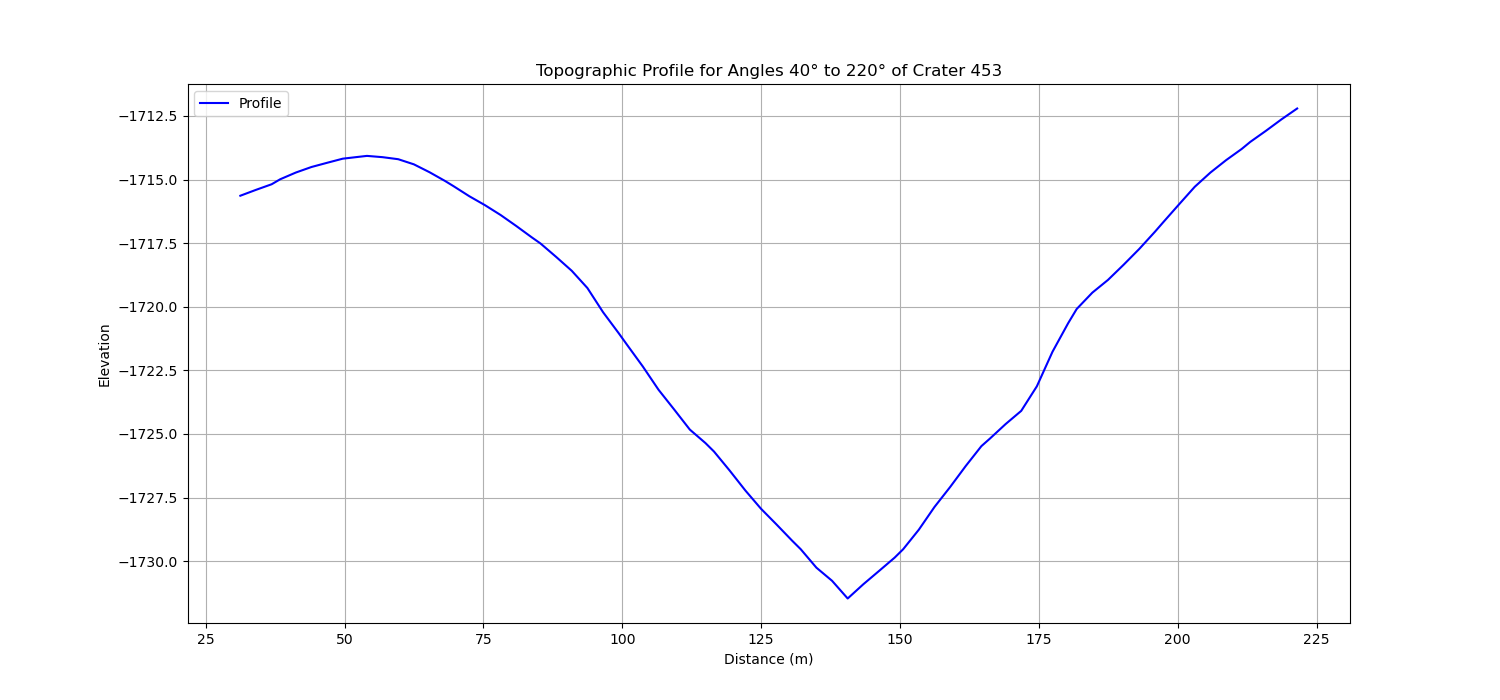 Topographic Profile for Angles 40° to 220° of Crater 453
Profile
−1712.5
−1715.0
−1717.5
−1720.0
−1722.5
−1725.0
−1727.5
−1730.0
Elevation
25 50 75 100 125 150 175 200 225
Distance (m)